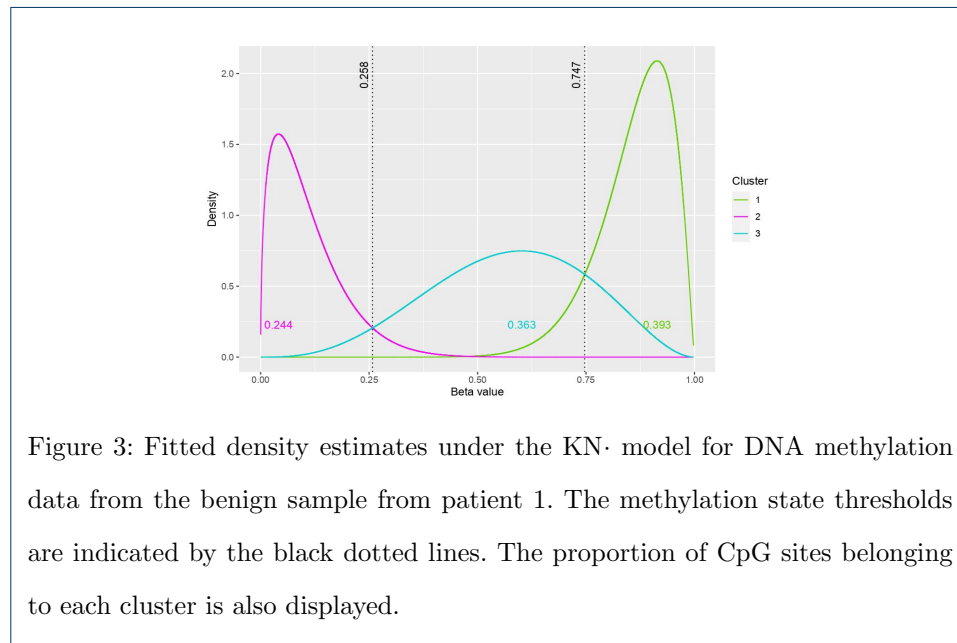 0.258
0.747
2.0
1.5
1.0
0.5
0.0
Density
0.244
0.363
0.393
0.00
0.25
0.50
0.75
1.00
Beta value
Cluster
1
2
3
Figure 3: Fitted density estimates under the KN· model for DNA methylation
data from the benign sample from patient 1. The methylation state thresholds
are indicated by the black dotted lines. The proportion of CpG sites belonging
to each cluster is also displayed.